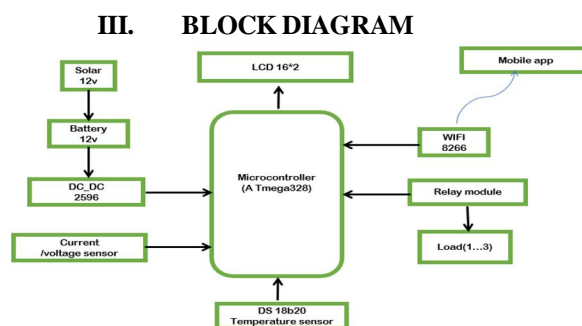 III. BLOCK DIAGRAM
Solar
12v
LCD 16*2
Mobile app
Battery
12v
WIFI
8266
Microcontroller
(A Tmega328)
DC_DC
2596
Relay module
Current
/voltage sensor
Load(1...3)
DS 18b20
Temperature sensor